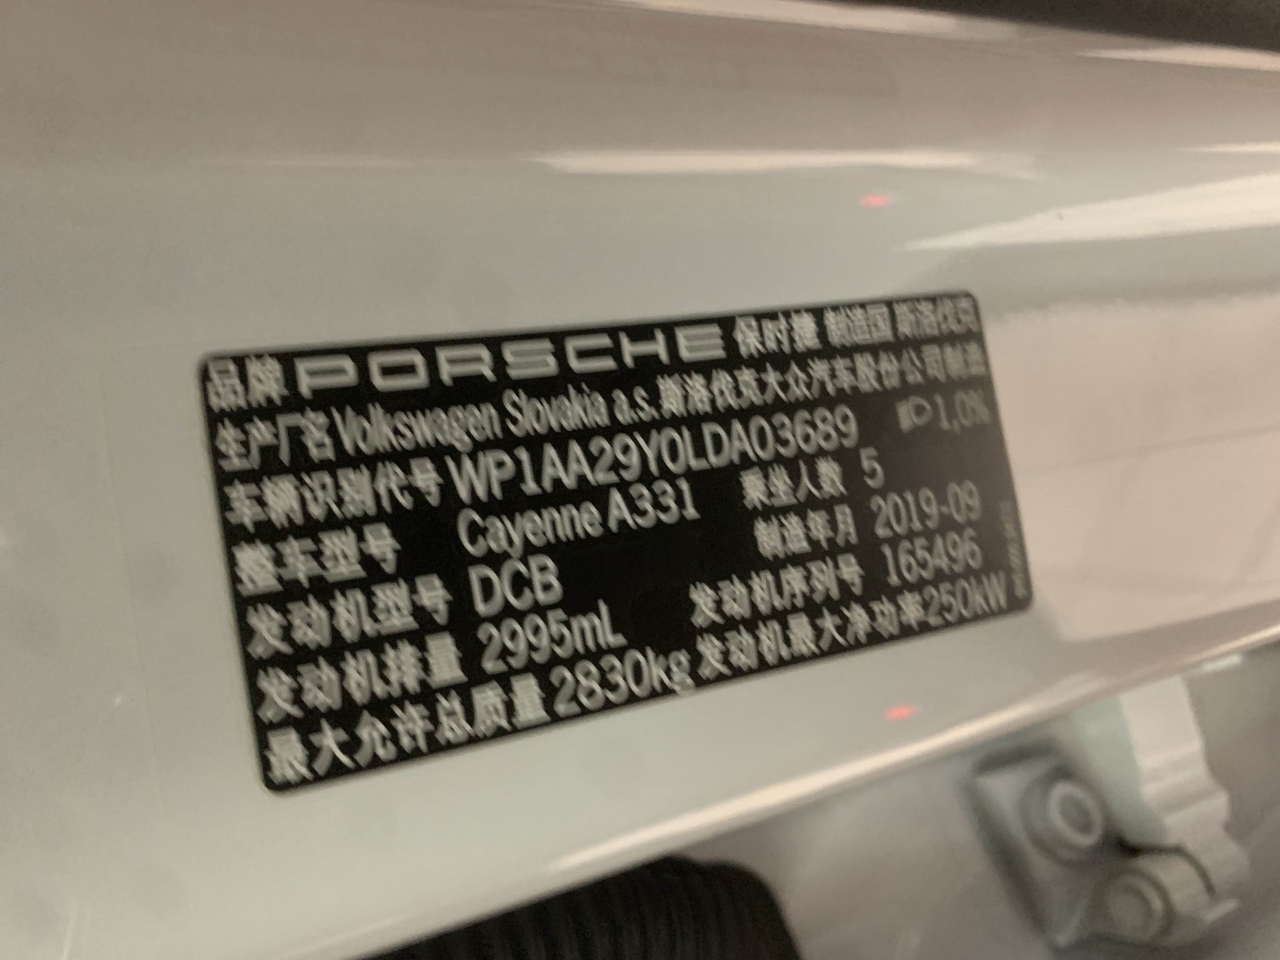 品牌 PORSCHE 保时捷 制造国 斯洛伐克
生产厂名 Volkswagen Slovakia a.s. 斯洛伐克大众汽车股份公司制造
车辆识别代号 WP1AA29Y0LDA03689 1,0%
整车型号 Cayenne A331 乘坐人数 5
发动机型号 DCB 制造年月 2019-09
发动机排量 2995mL 发动机序列号 165496
最大允许总质量 2830kg 发动机最大净功率 250kW